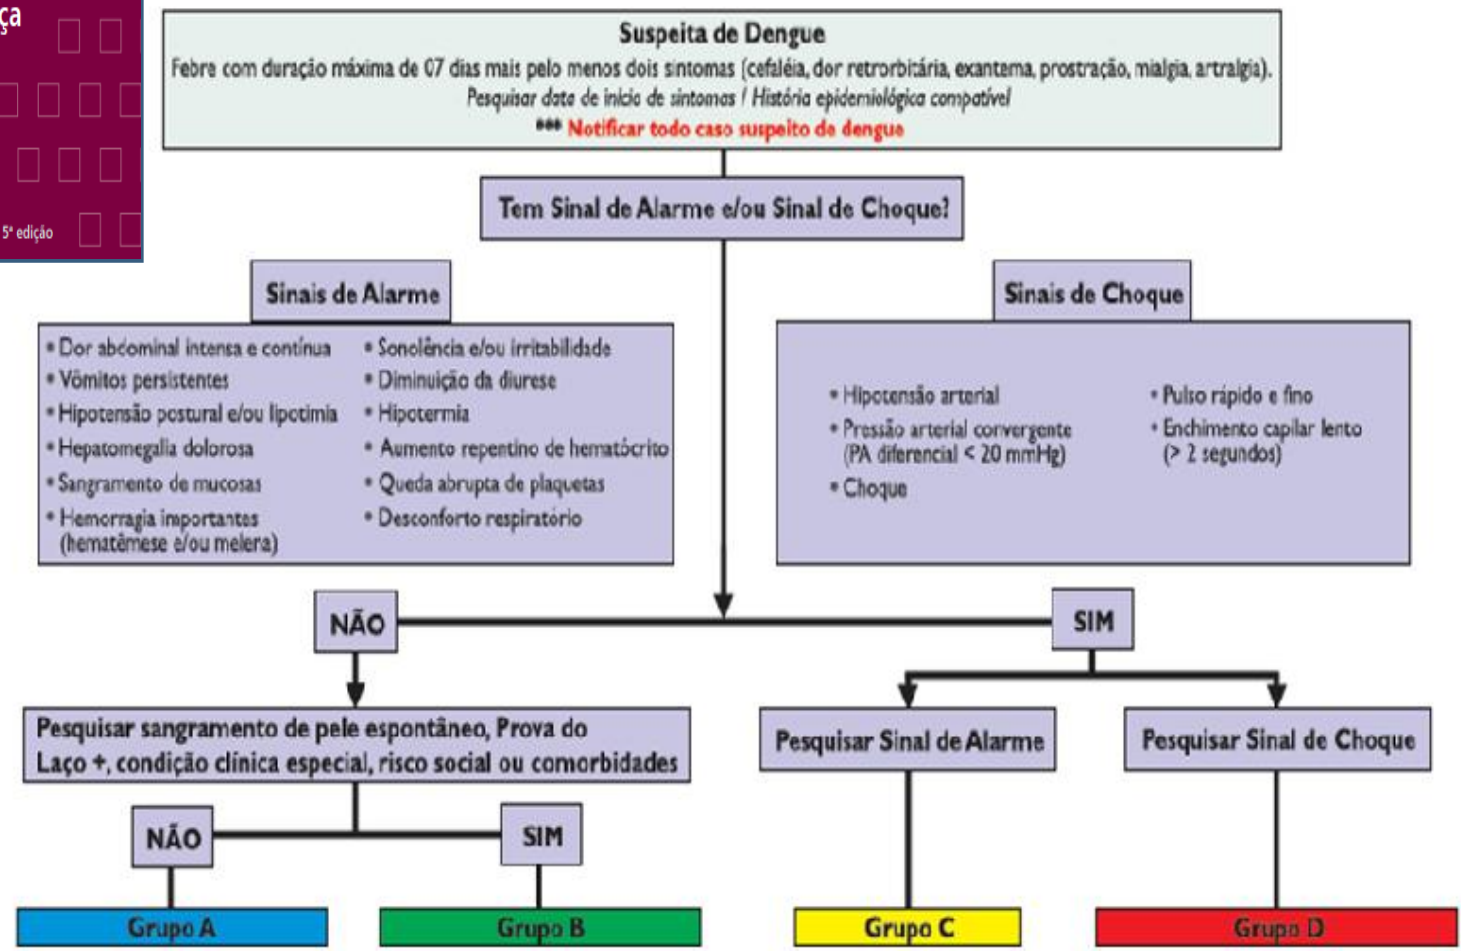 ça
5ª edição
Suspeita de Dengue
Febre com duração máxima de 07 dias mais pelo menos dois sintomas (cefaléia, dor retrorbitária, exantema, prostração, mialgia, artralgia).
Pesquisar data de início de sintomas / História epidemiológica compatível
*** Notificar todo caso suspeito de dengue
Tem Sinal de Alarme e/ou Sinal de Choque?
Sinais de Alarme
• Dor abdominal intensa e contínua
• Vômitos persistentes
• Hipotensão postural e/ou lipotimia
• Hepatomegalia dolorosa
• Sangramento de mucosas
• Hemorragia importantes
(hematêmese e/ou melera)
• Sonolência e/ou irritabilidade
• Diminuição da diurese
• Hipotermia
• Aumento repentino de hematócrito
• Queda abrupta de plaquetas
• Desconforto respiratório
Sinais de Choque
• Hipotensão arterial
• Pressão arterial convergente
(PA diferencial < 20 mmHg)
• Choque
• Pulso rápido e fino
• Enchimento capilar lento
(> 2 segundos)
NÃO
SIM
Pesquisar sangramento de pele espontâneo, Prova do
Laço +, condição clínica especial, risco social ou comorbidades
Pesquisar Sinal de Alarme
Pesquisar Sinal de Choque
NÃO
SIM
Grupo A
Grupo B
Grupo C
Grupo D